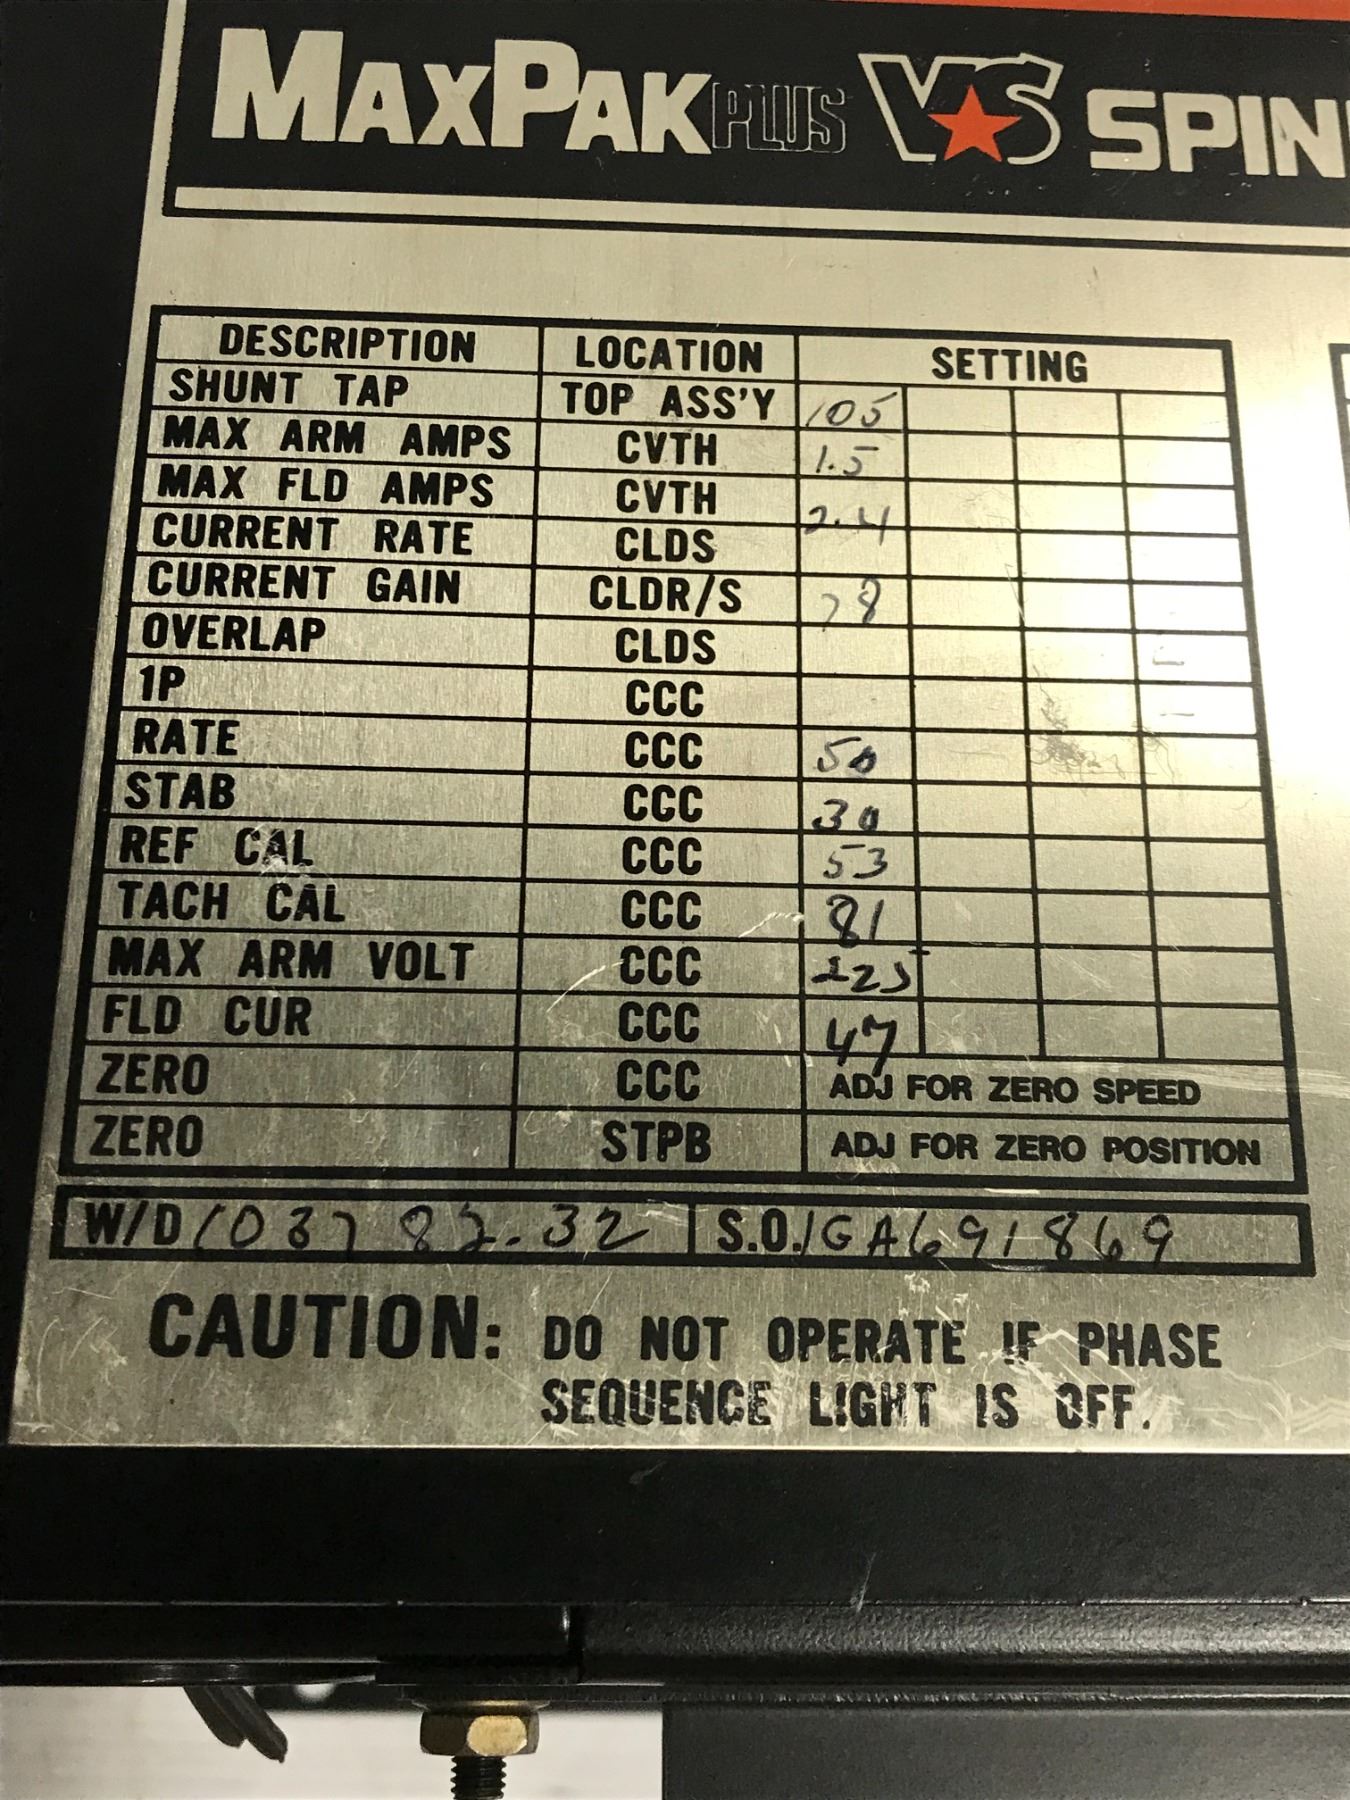 MAXPAK PLUS VS SPIN
DESCRIPTION LOCATION SETTING
SHUNT TAP TOP ASS'Y 105
MAX ARM AMPS CVTH 1.5
MAX FLD AMPS CVTH 2.4
CURRENT RATE CLDS
CURRENT GAIN CLDR/S 78
OVERLAP CLDS
1P CCC
RATE CCC 50
STAB CCC 30
REF CAL CCC 53
TACH CAL CCC 81
MAX ARM VOLT CCC 225
FLD CUR CCC 47
ZERO CCC ADJ FOR ZERO SPEED
ZERO STPB ADJ FOR ZERO POSITION
W/D 103782.32 S.O. 1GA691869
CAUTION: DO NOT OPERATE IF PHASE
SEQUENCE LIGHT IS OFF.